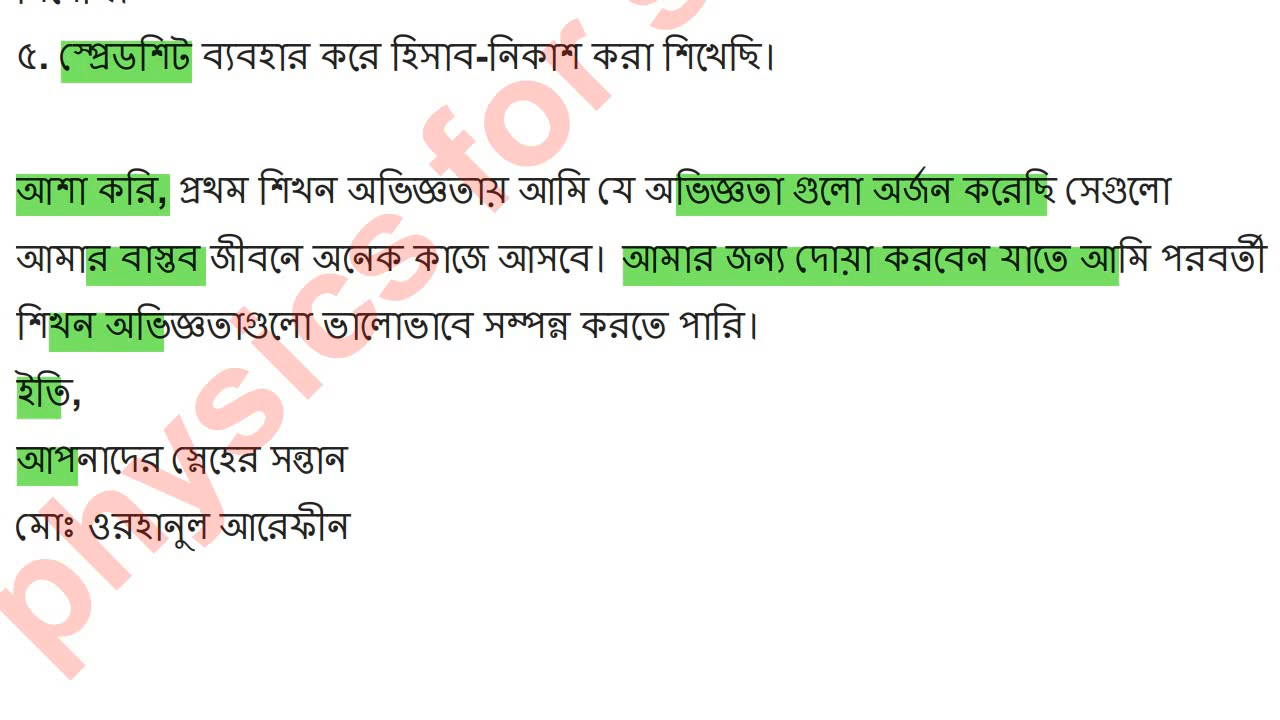 ৫. স্প্রেডশিট ব্যবহার করে হিসাব-নিকাশ করা শিখেছি।
আশা করি, প্রথম শিখন অভিজ্ঞতায় আমি যে অভিজ্ঞতা গুলো অর্জন করেছি সেগুলো
আমার বাস্তব জীবনে অনেক কাজে আসবে। আমার জন্য দোয়া করবেন যাতে আমি পরবর্তী
শিখন অভিজ্ঞতাগুলো ভালোভাবে সম্পন্ন করতে পারি।
ইতি,
আপনাদের স্নেহের সন্তান
মোঃ ওরহানুল আরেফীন
physics for